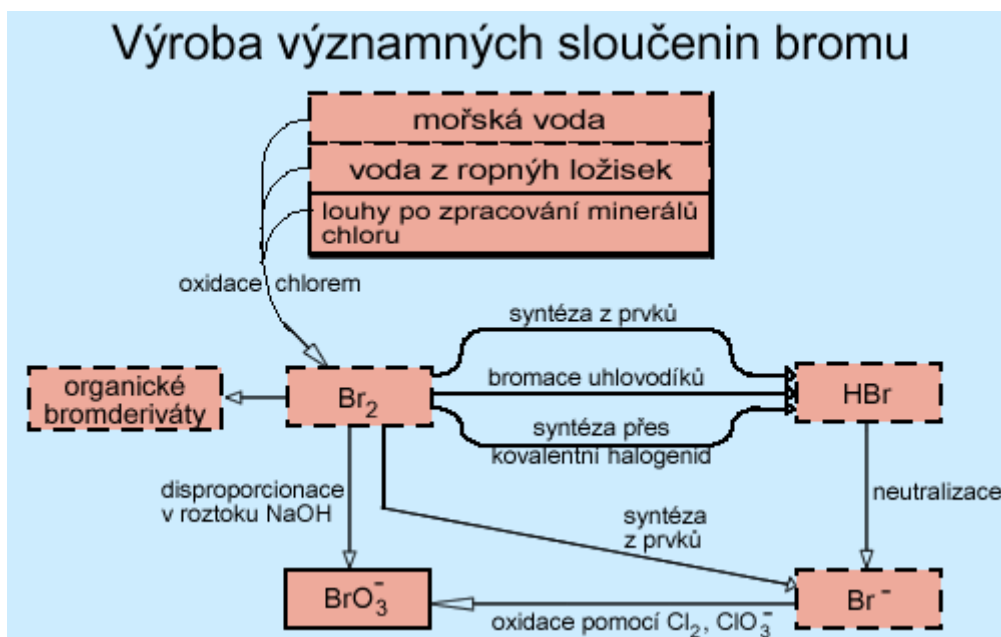 Výroba významných sloučenin bromu
mořská voda
voda z ropnýh ložisek
louhy po zpracování minerálů
chloru
oxidace chlorem
syntéza z prvků
organické
bromderiváty
Br₂
bromace uhlovodíků
HBr
syntéza přes
kovalentní halogenid
disproporcionace
v roztoku NaOH
neutralizace
syntéza
z prvků
BrO₃⁻
Br⁻
oxidace pomocí Cl₂, ClO₃⁻